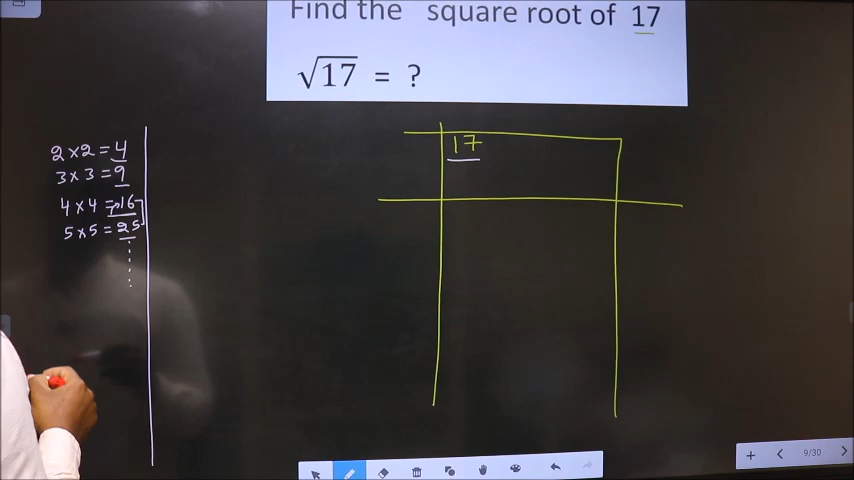 Find the square root of 17
√17 = ?
17
2 × 2 = 4
3 × 3 = 9
4 × 4 = 16
5 × 5 = 25
9/30